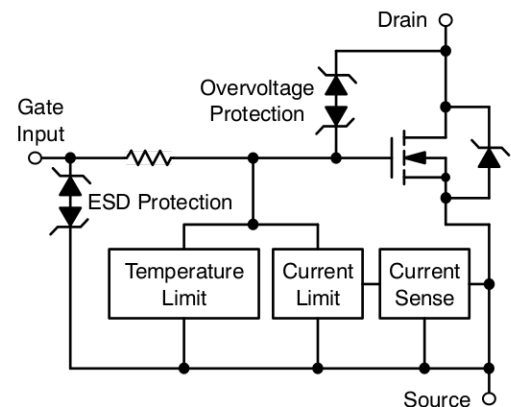 Drain
Overvoltage
Protection
Gate
Input
ESD Protection
Temperature
Limit
Current
Limit
Current
Sense
Source